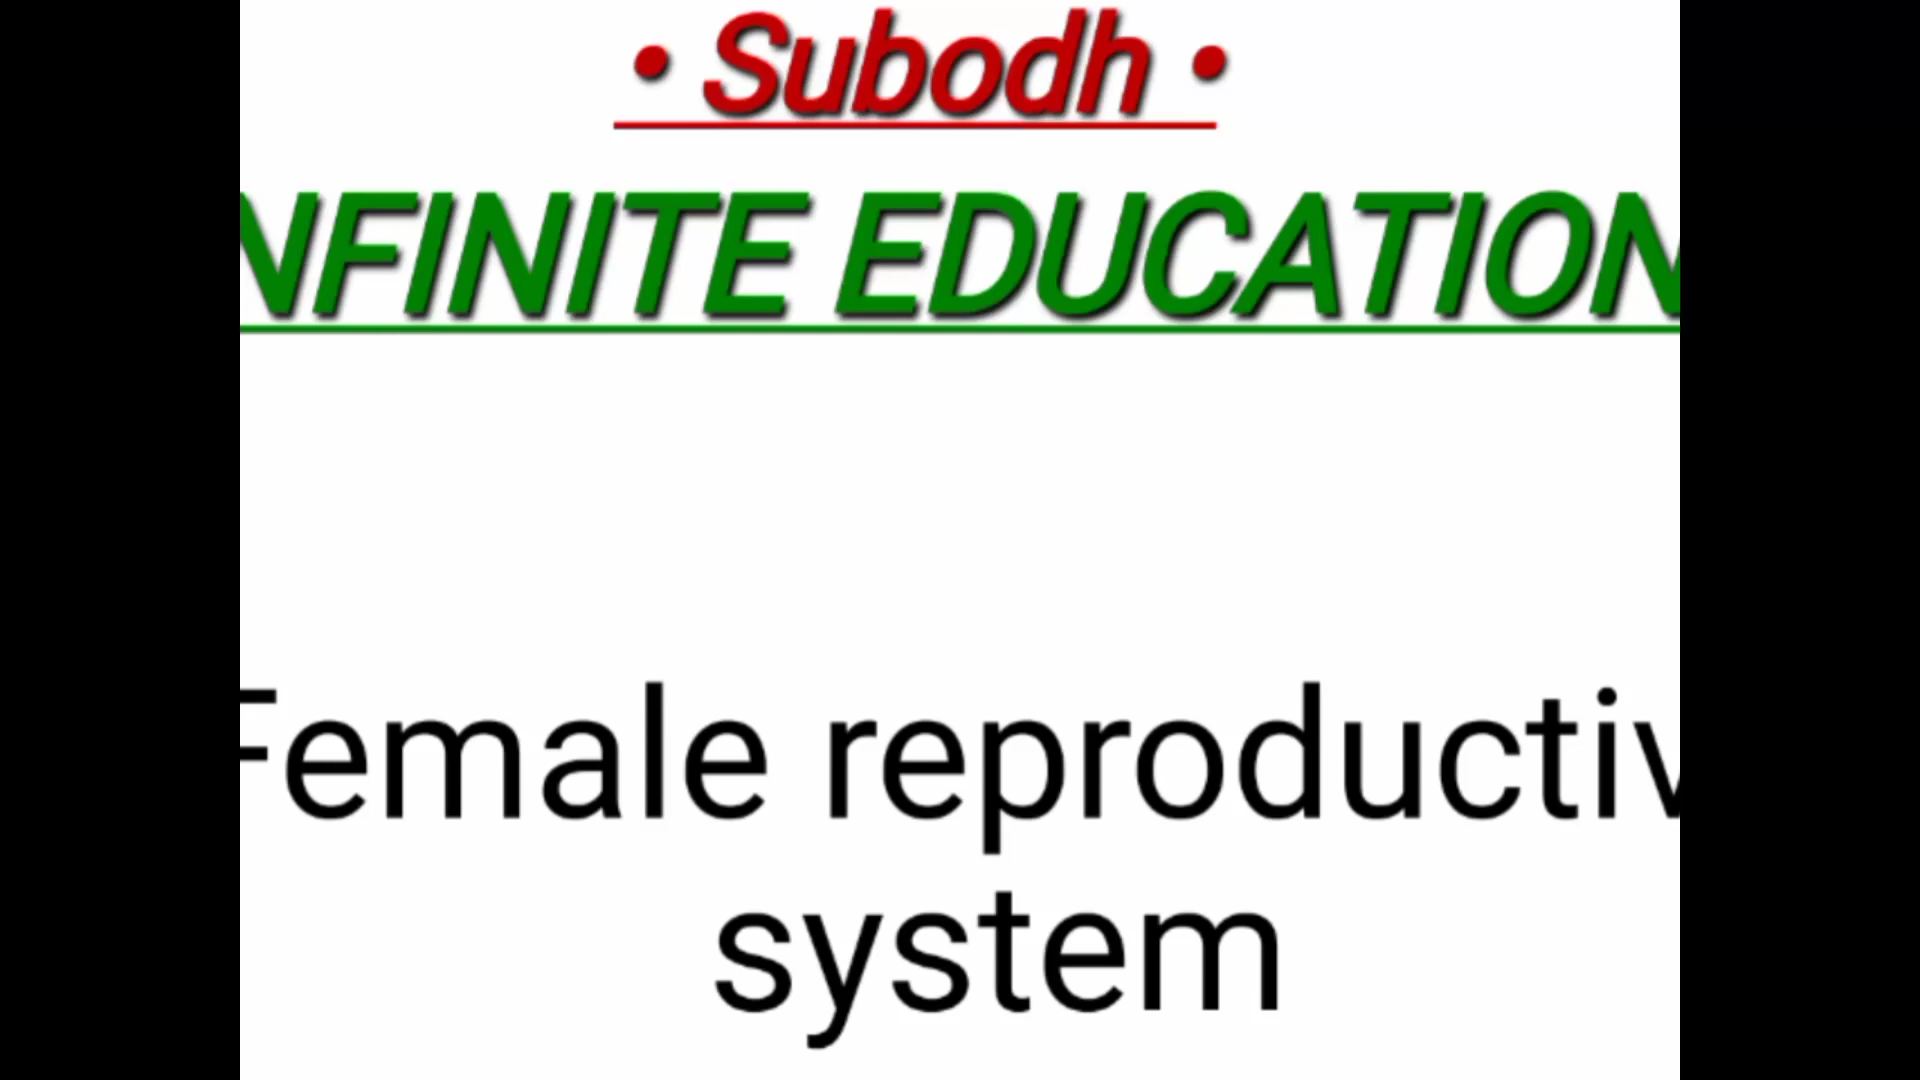 • Subodh •
NFINITE EDUCATION
Female reproductiv
system